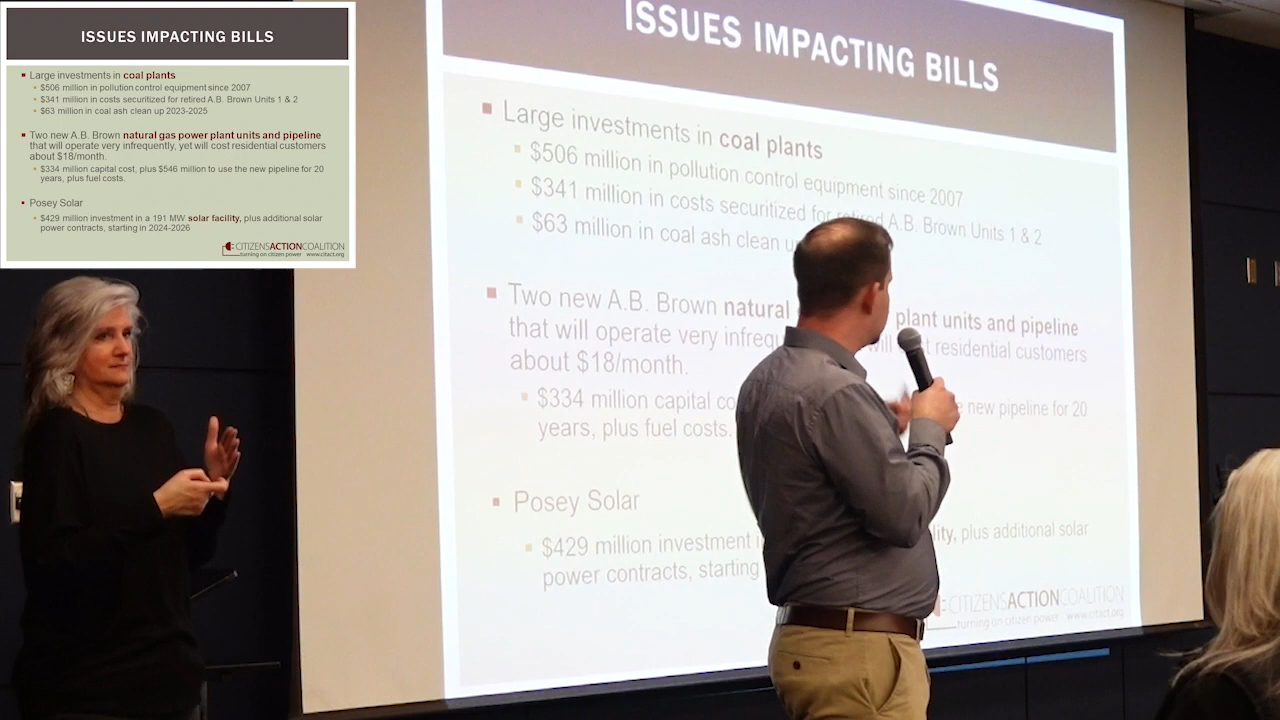 ISSUES IMPACTING BILLS
Large investments in coal plants
$506 million in pollution control equipment since 2007
$341 million in costs securitized for retired A.B. Brown Units 1 & 2
$63 million in coal ash clean up 2023-2025
Two new A.B. Brown natural gas power plant units and pipeline
that will operate very infrequently, yet will cost residential customers
about $18/month.
$334 million capital cost, plus $546 million to use the new pipeline for 20
years, plus fuel costs.
Posey Solar
$429 million investment in a 191 MW solar facility, plus additional solar
power contracts, starting in 2024-2026
CITIZENSACTIONCOALITION
turning on citizen power www.citact.org
ISSUES IMPACTING BILLS
Large investments in coal plants
$506 million in pollution control equipment since 2007
$341 million in costs securitized for retired A.B. Brown Units 1 & 2
$63 million in coal ash clean
Two new A.B. Brown natural plant units and pipeline
that will operate very residential customers
about $18/month.
$334 million capital new pipeline for 20
years, plus fuel costs.
Posey Solar
$429 million investment plus additional solar
power contracts, starting
CITIZENSACTIONCOALITION
turning on citizen power www.citact.org